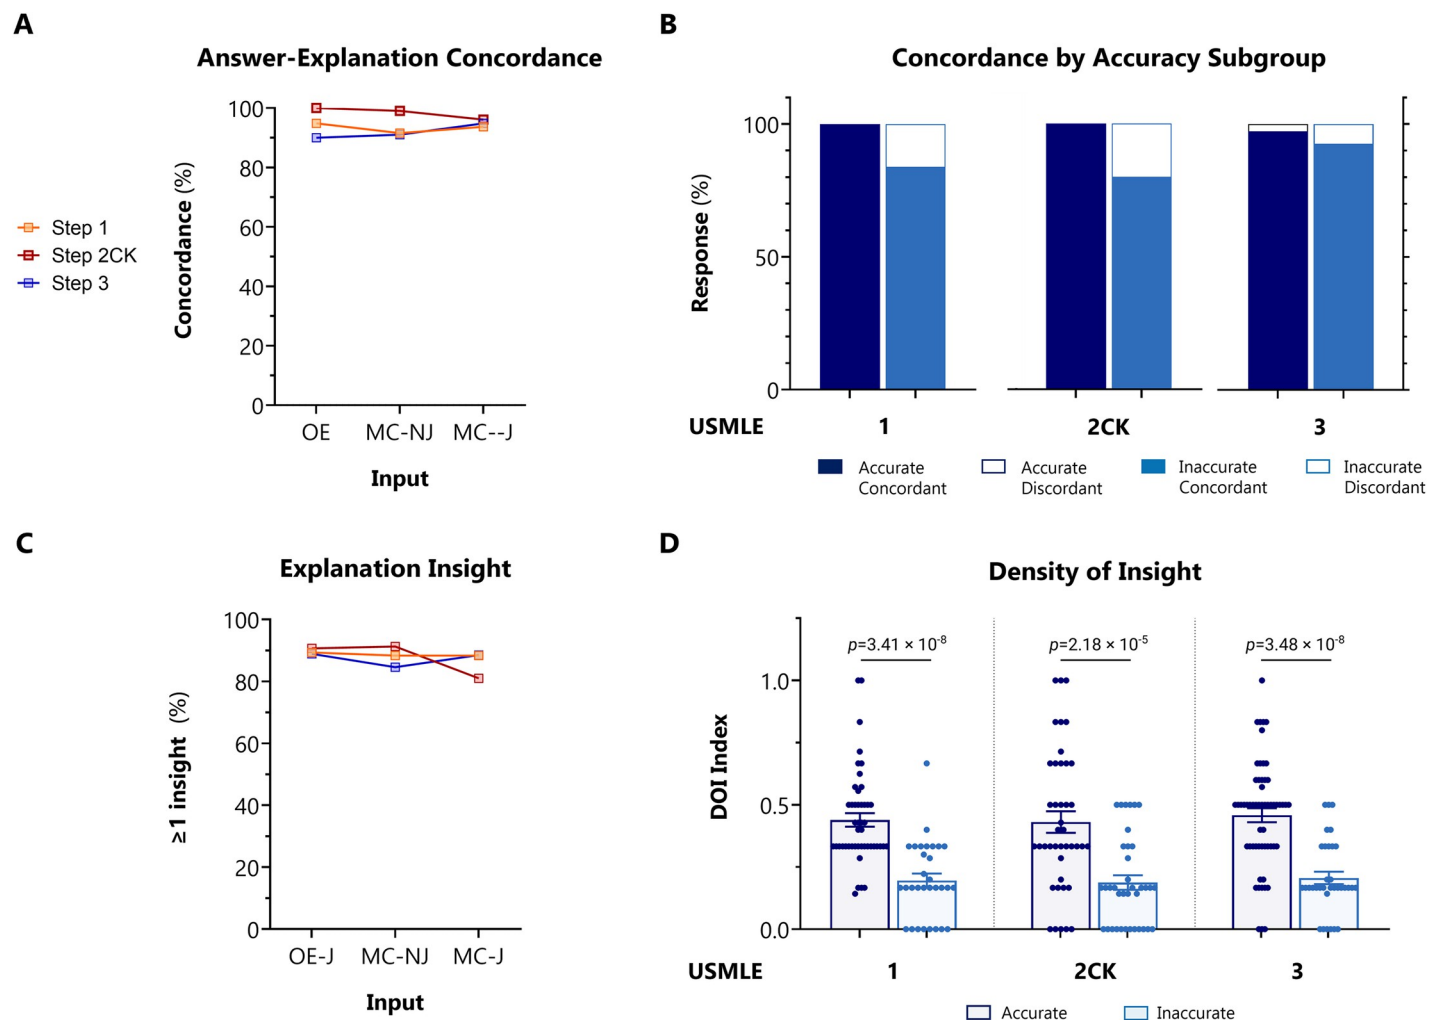 A
Answer-Explanation Concordance
100
80
60
40
20
0
Concordance (%)
Step 1
Step 2CK
Step 3
OE MC-NJ MC--J
Input
B
Concordance by Accuracy Subgroup
100
50
0
Response (%)
USMLE 1 2CK 3
Accurate Concordant
Accurate Discordant
Inaccurate Concordant
Inaccurate Discordant
C
Explanation Insight
100
80
60
40
20
0
≥1 insight (%)
OE-J MC-NJ MC-J
Input
D
Density of Insight
p=3.41 × 10⁻⁸ p=2.18 × 10⁻⁵ p=3.48 × 10⁻⁸
1.0
0.5
0.0
DOI Index
USMLE 1 2CK 3
Accurate Inaccurate